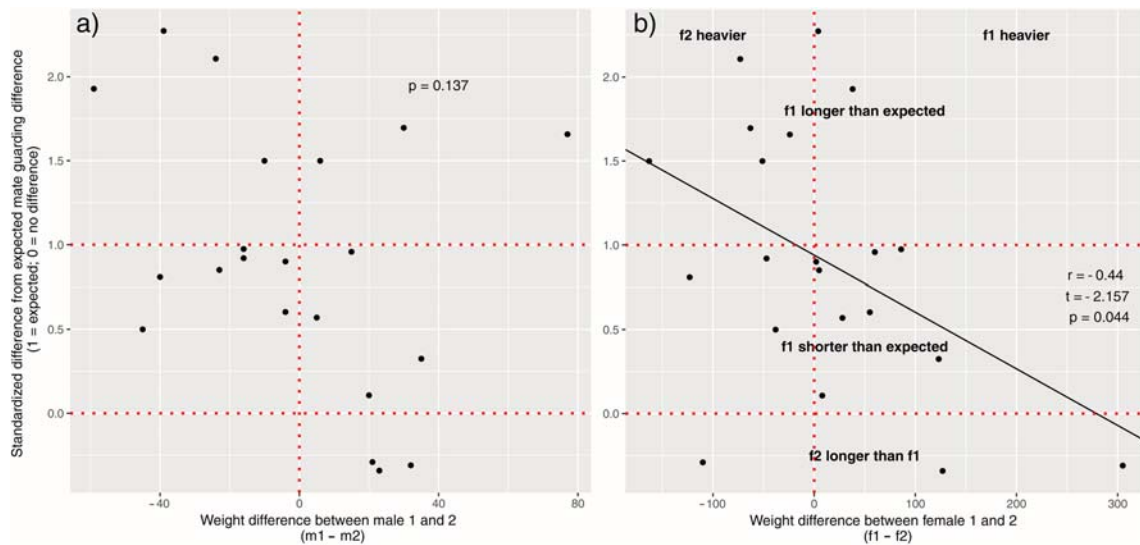 a)
p = 0.137
Standardized difference from expected mate guarding difference
(1 = expected; 0 = no difference)
2.0
1.5
1.0
0.5
0.0
−40
0
40
80
Weight difference between male 1 and 2
(m1 − m2)
b)
f2 heavier
f1 heavier
f1 longer than expected
r = - 0.44
t = - 2.157
p = 0.044
f1 shorter than expected
f2 longer than f1
2.0
1.5
1.0
0.5
0.0
−100
0
100
200
300
Weight difference between female 1 and 2
(f1 − f2)